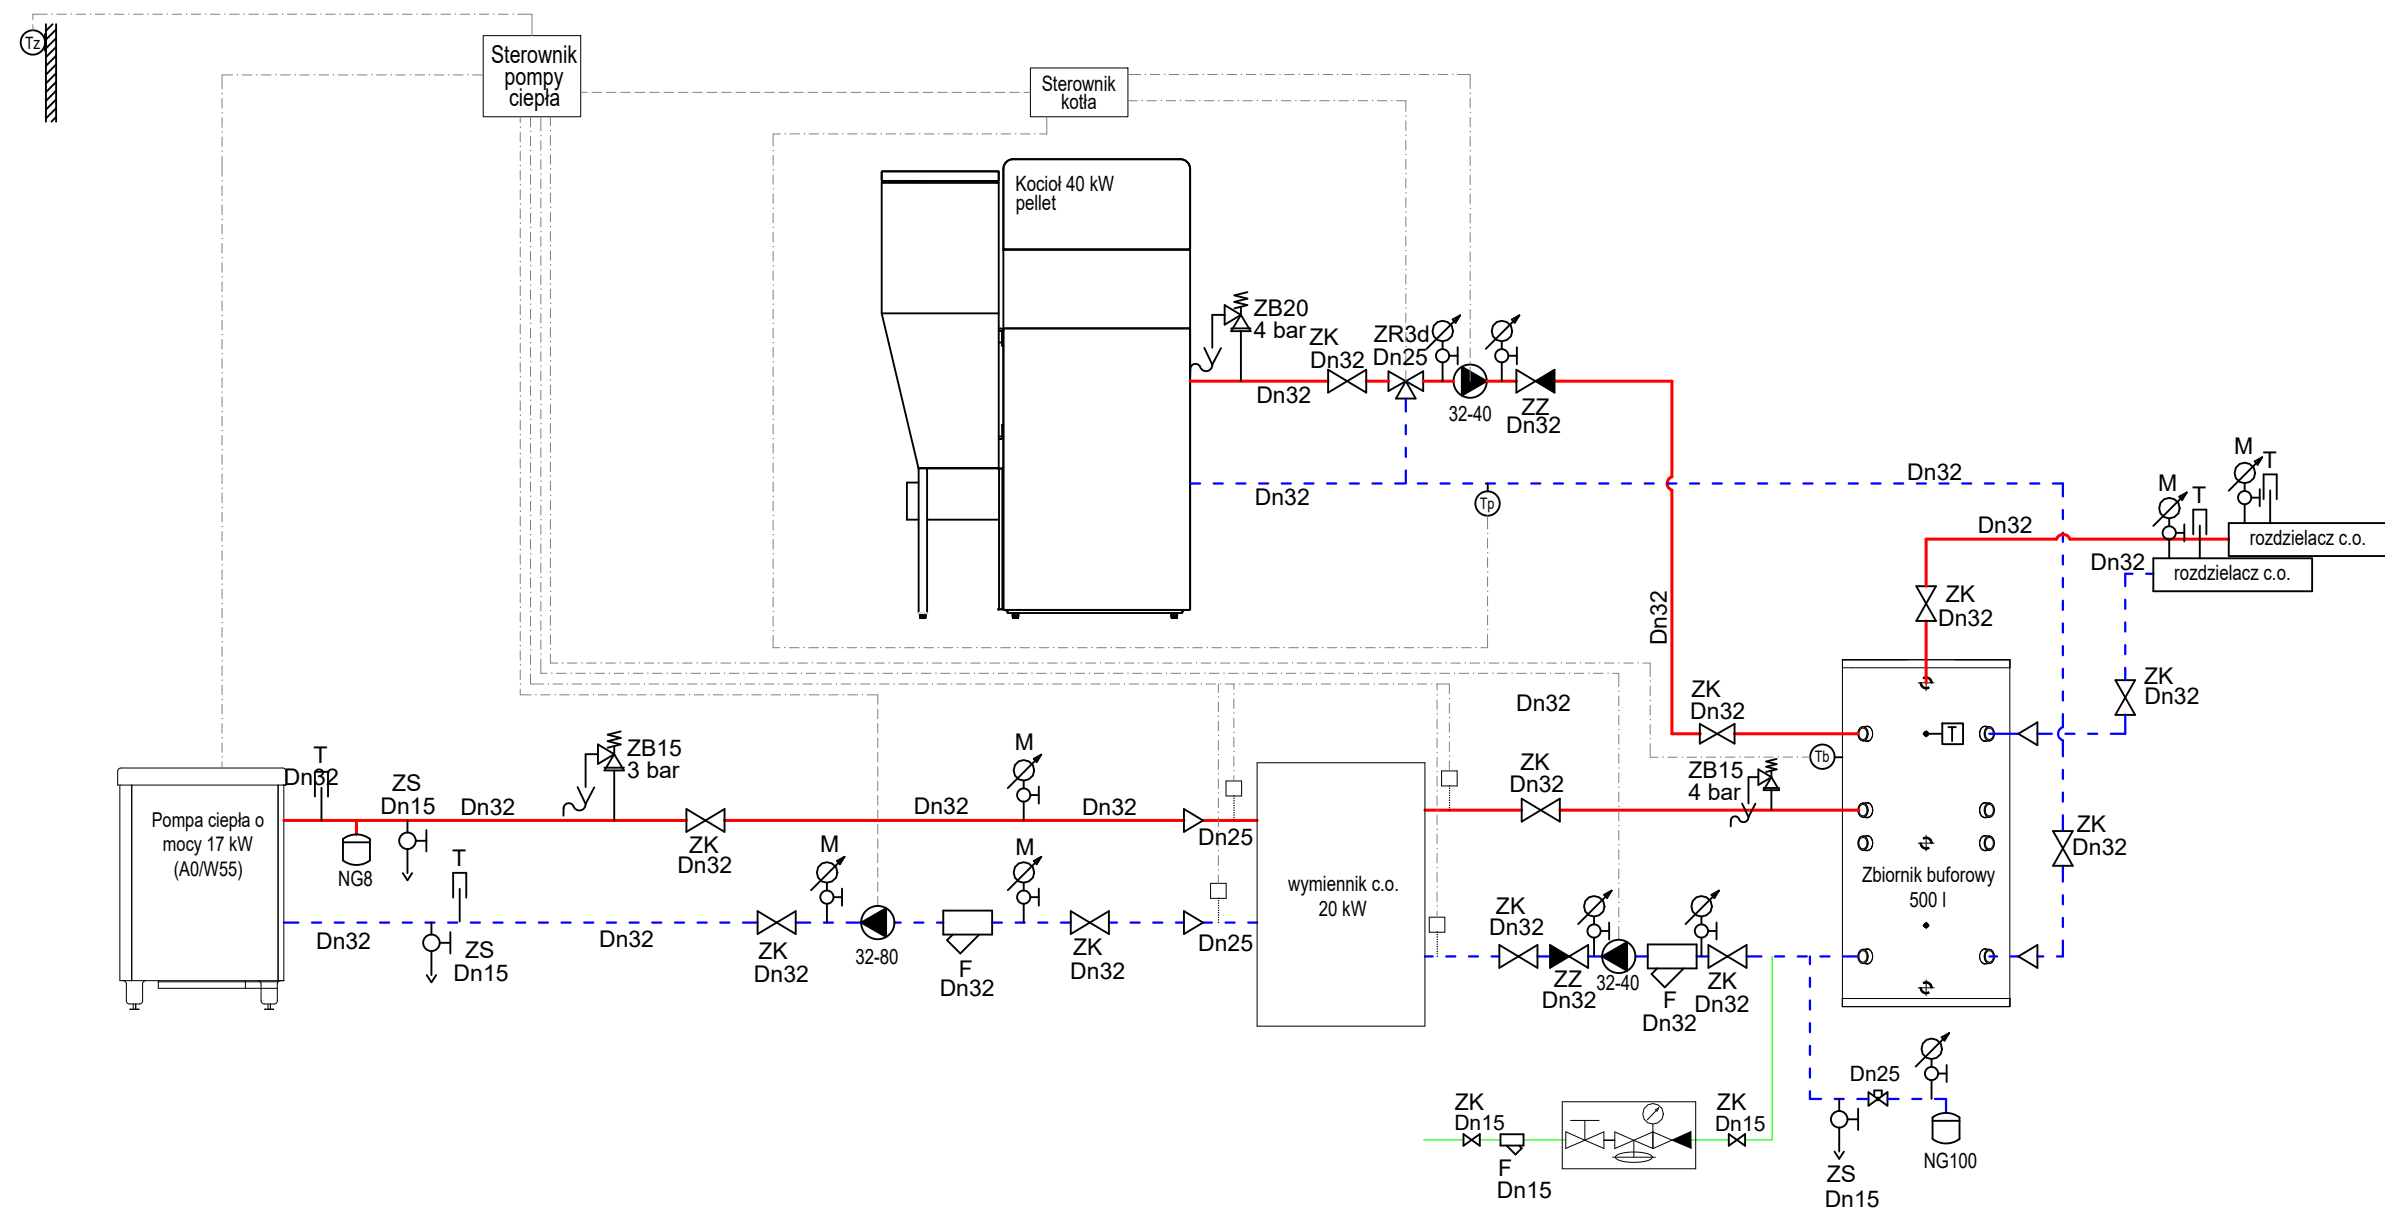 Tz
Sterownik
pompy
ciepła
Sterownik
kotła
Kocioł 40 kW
pellet
ZB20
4 bar
ZK
Dn32
ZR3d
Dn25
Dn32
32-40
ZZ
Dn32
Dn32
Tp
Dn32
M
T
M
T
Dn32
rozdzielacz c.o.
Dn32
rozdzielacz c.o.
ZK
Dn32
Dn32
ZK
Dn32
ZK
Dn32
Dn32
T
Dn32
ZS
Dn15
Dn32
ZB15
3 bar
M
Dn32
Dn32
Dn25
ZK
Dn32
ZB15
4 bar
Tb
T
Pompa ciepła o
mocy 17 kW
(A0/W55)
NG8
T
ZK
Dn32
M
M
ZK
Dn32
Zbiornik buforowy
500 l
wymiennik c.o.
20 kW
Dn32
ZS
Dn15
Dn32
ZK
Dn32
32-80
F
Dn32
ZK
Dn32
Dn25
ZK
Dn32
ZZ
Dn32
32-40
F
Dn32
ZK
Dn32
ZK
Dn15
F
Dn15
ZK
Dn15
Dn25
ZS
Dn15
NG100